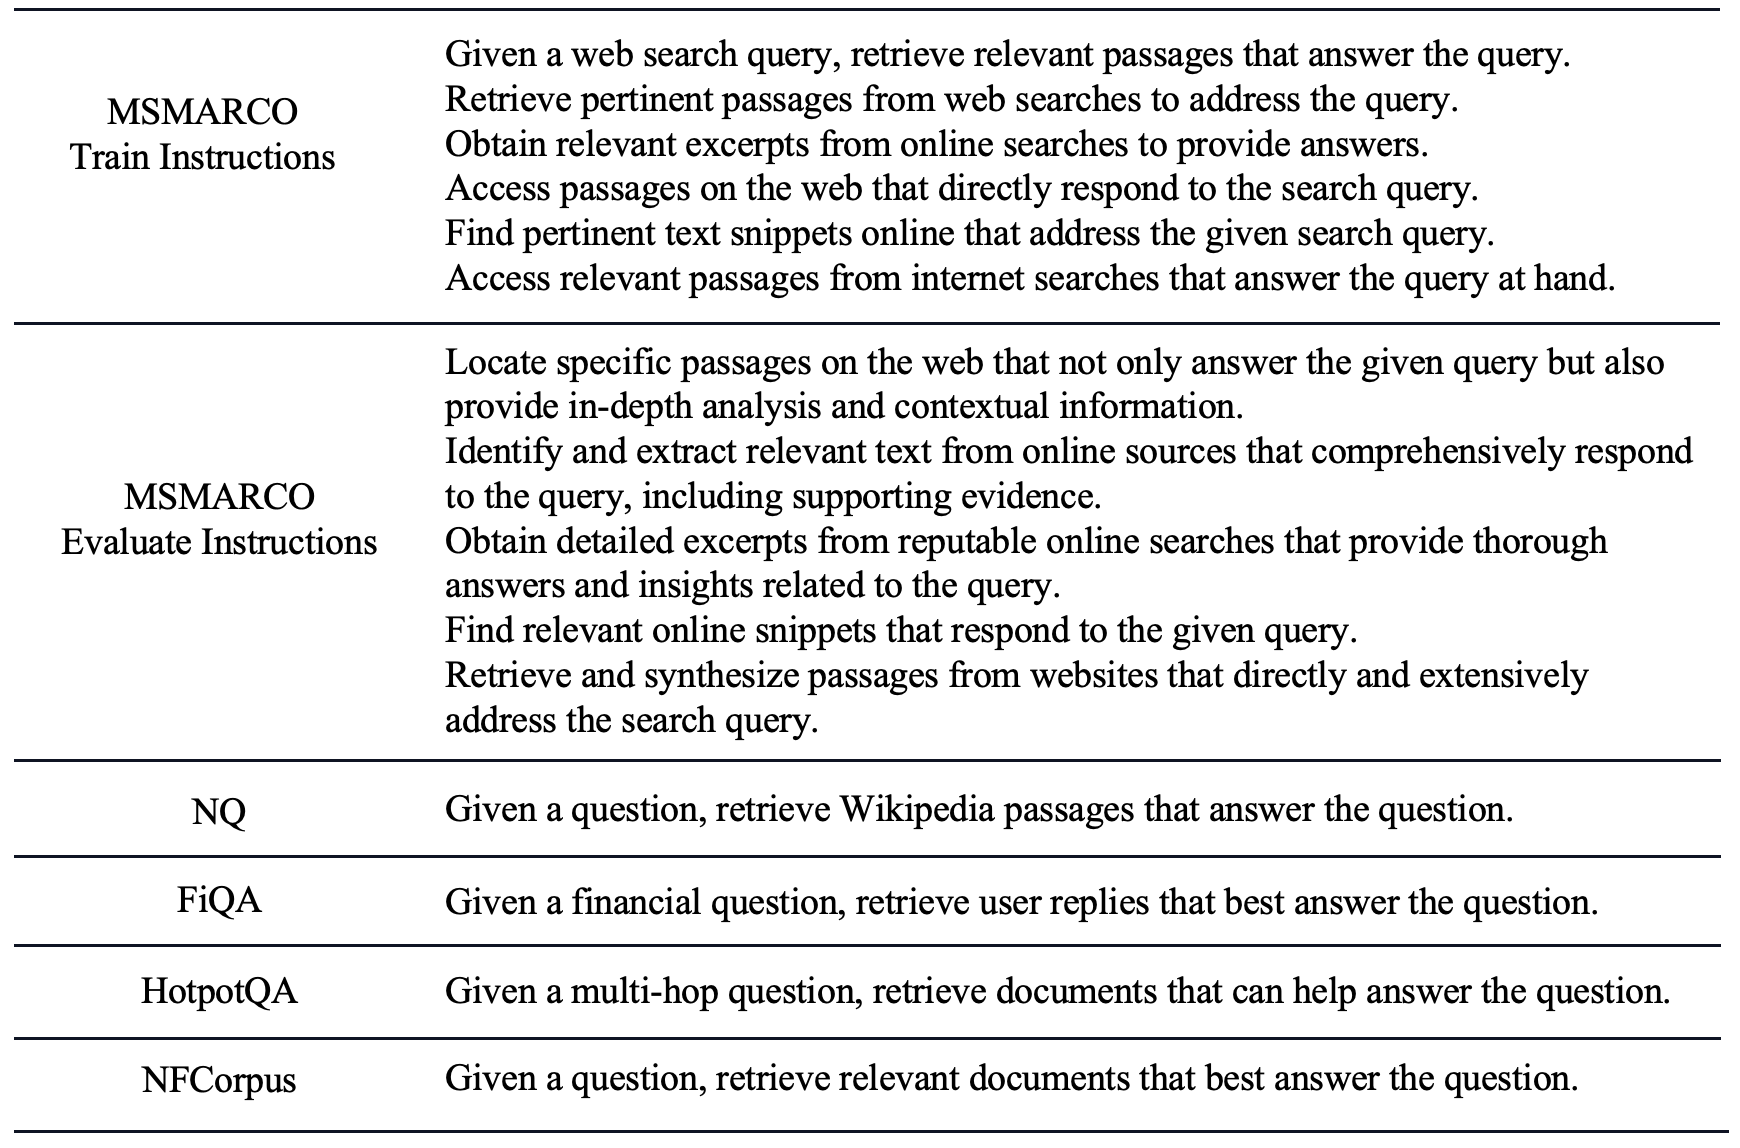 MSMARCO
Train Instructions
Given a web search query, retrieve relevant passages that answer the query.
Retrieve pertinent passages from web searches to address the query.
Obtain relevant excerpts from online searches to provide answers.
Access passages on the web that directly respond to the search query.
Find pertinent text snippets online that address the given search query.
Access relevant passages from internet searches that answer the query at hand.
MSMARCO
Evaluate Instructions
Locate specific passages on the web that not only answer the given query but also
provide in-depth analysis and contextual information.
Identify and extract relevant text from online sources that comprehensively respond
to the query, including supporting evidence.
Obtain detailed excerpts from reputable online searches that provide thorough
answers and insights related to the query.
Find relevant online snippets that respond to the given query.
Retrieve and synthesize passages from websites that directly and extensively
address the search query.
NQ
Given a question, retrieve Wikipedia passages that answer the question.
FiQA
Given a financial question, retrieve user replies that best answer the question.
HotpotQA
Given a multi-hop question, retrieve documents that can help answer the question.
NFCorpus
Given a question, retrieve relevant documents that best answer the question.